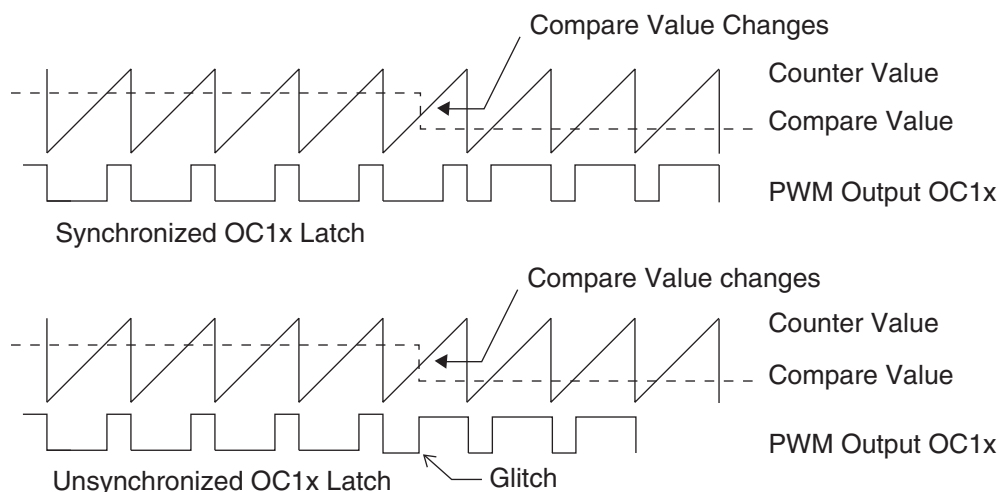 Compare Value Changes
Counter Value
Compare Value
PWM Output OC1x
Synchronized OC1x Latch
Compare Value changes
Counter Value
Compare Value
PWM Output OC1x
Unsynchronized OC1x Latch
Glitch